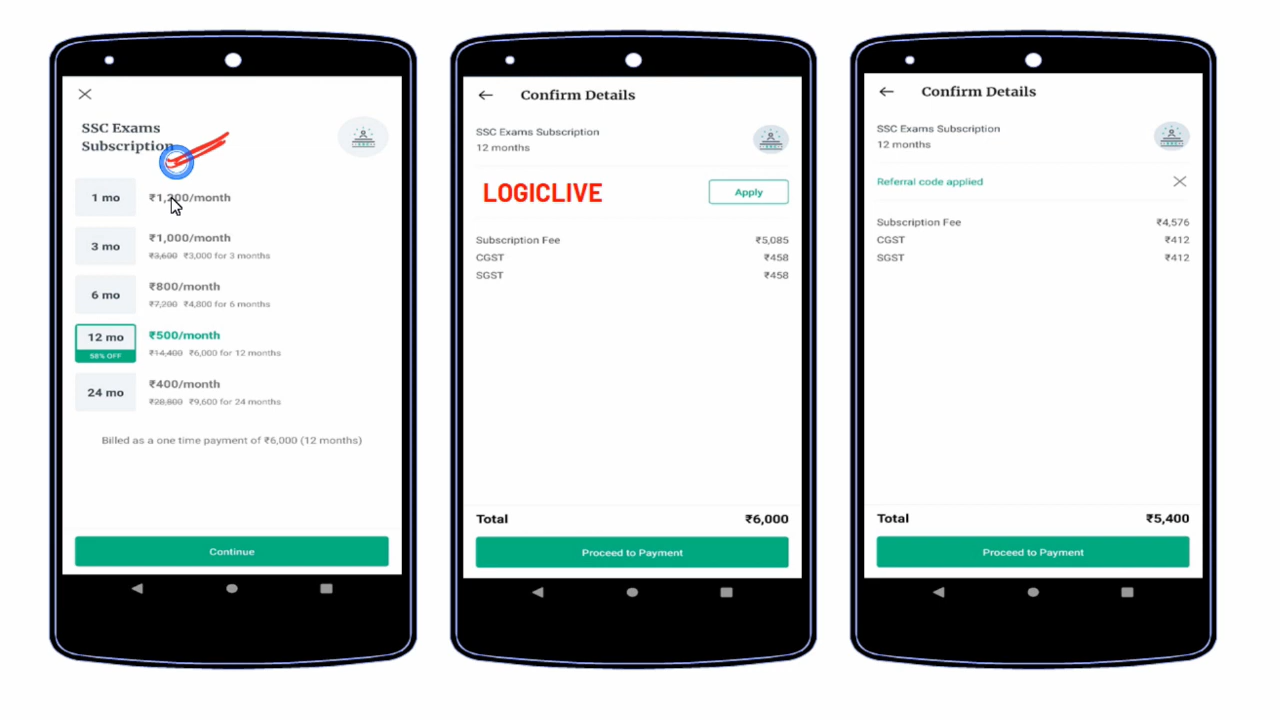 SSC Exams
Subscription
1 mo ₹1,200/month
3 mo ₹1,000/month
₹3,600 ₹3,000 for 3 months
6 mo ₹800/month
₹7,200 ₹4,800 for 6 months
12 mo ₹500/month
58% OFF ₹14,400 ₹6,000 for 12 months
24 mo ₹400/month
₹28,800 ₹9,600 for 24 months
Billed as a one time payment of ₹6,000 (12 months)
Continue
Confirm Details
SSC Exams Subscription
12 months
LOGICLIVE Apply
Subscription Fee ₹5,085
CGST ₹458
SGST ₹458
Total ₹6,000
Proceed to Payment
Confirm Details
SSC Exams Subscription
12 months
Referral code applied
Subscription Fee ₹4,576
CGST ₹412
SGST ₹412
Total ₹5,400
Proceed to Payment